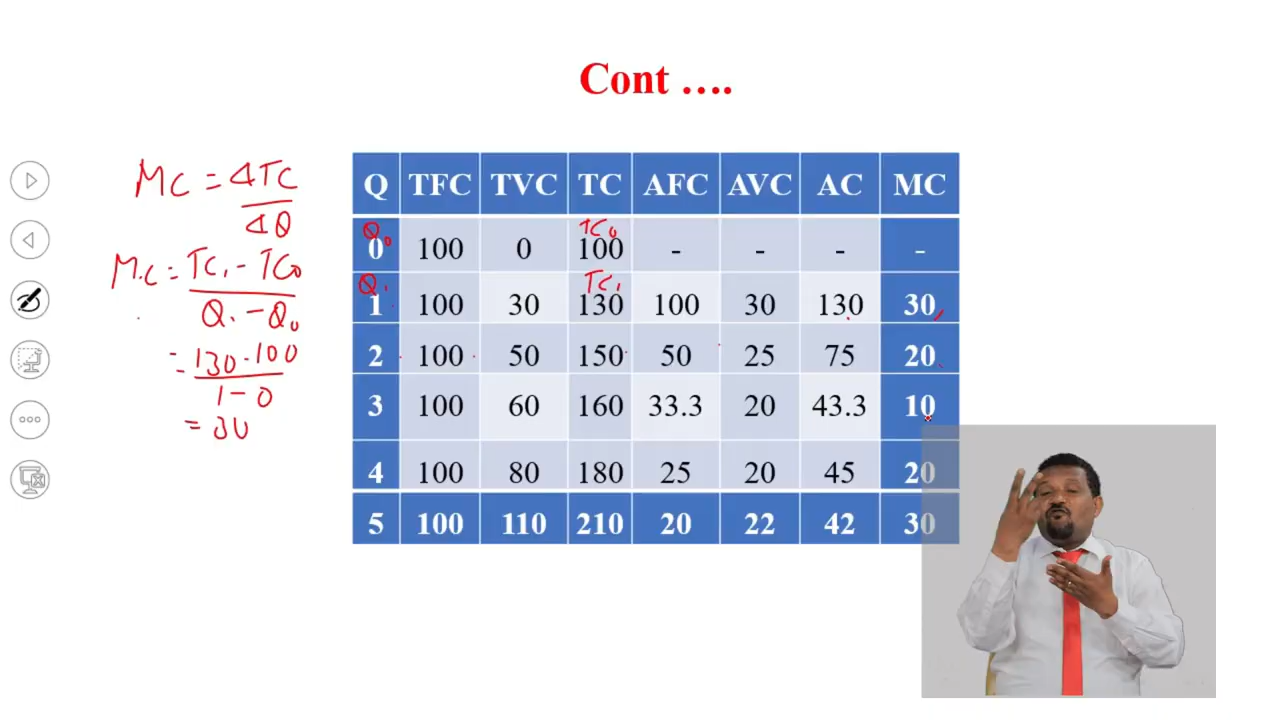 Cont ….
MC = ΔTC
ΔQ
MC = TC1 - TC0
Q1 - Q0
= 130 - 100
1 - 0
= 30
Q TFC TVC TC AFC AVC AC MC
Q0 TC0
0 100 0 100 - - - -
Q1 TC1
1 100 30 130 100 30 130 30
2 100 50 150 50 25 75 20
3 100 60 160 33.3 20 43.3 10
4 100 80 180 25 20 45 20
5 100 110 210 20 22 42 30